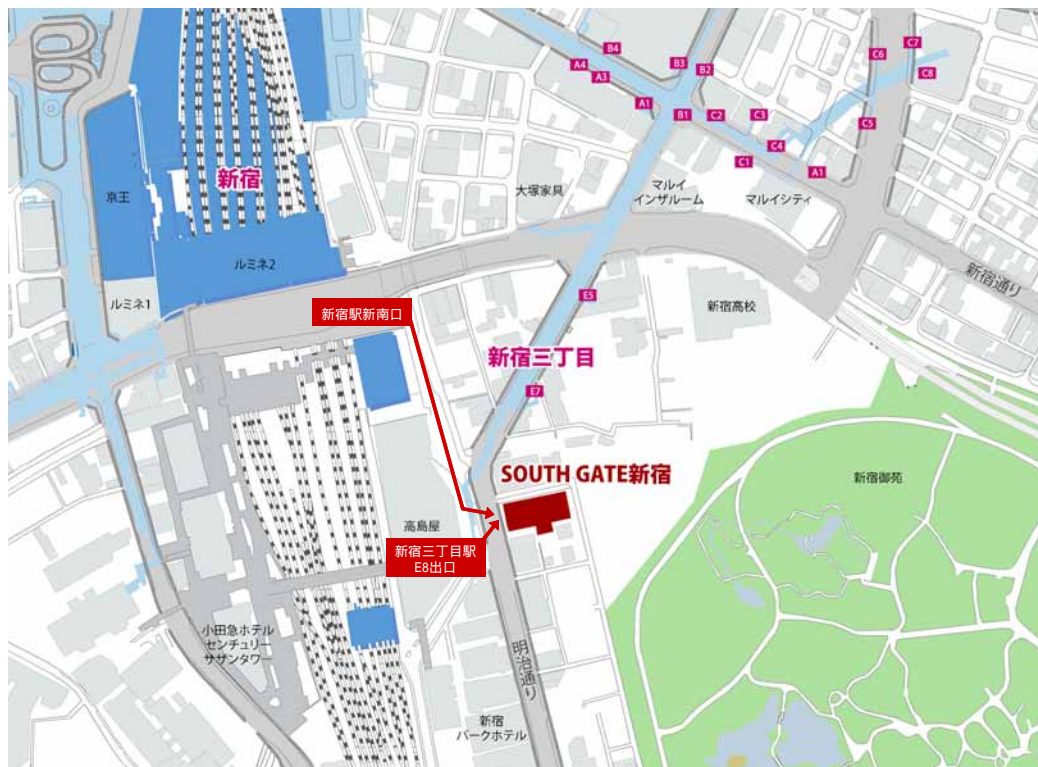 C7
B4
C6
A4
B3
B2
C8
A3
A1
B1
C2
C3
C5
C4
C1
A1
新宿
京王
大塚家具
マルイ
インザルーム
マルイシティ
ルミネ2
新宿通り
ルミネ1
E5
新宿高校
新宿駅新南口
新宿三丁目
E7
SOUTH GATE新宿
新宿御苑
高島屋
新宿三丁目駅
E8出口
小田急ホテル
センチュリー
サザンタワー
明治通り
新宿
パークホテル